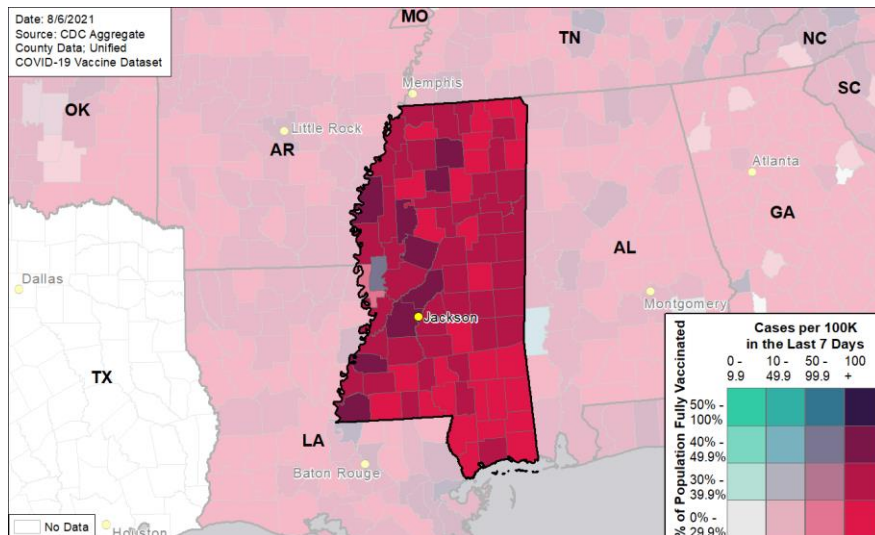 Date: 8/6/2021
Source: CDC Aggregate
County Data; Unified
COVID-19 Vaccine Dataset
MO
TN
NC
Memphis
SC
OK
Little Rock
AR
Atlanta
GA
AL
Dallas
Montgomery
Jackson
TX
LA
Baton Rouge
No Data
Houston
Cases per 100K
in the Last 7 Days
0 -
9.9
10 -
49.9
50 -
99.9
100
+
% of Population Fully Vaccinated
50% -
100%
40% -
49.9%
30% -
39.9%
0% -
29.9%